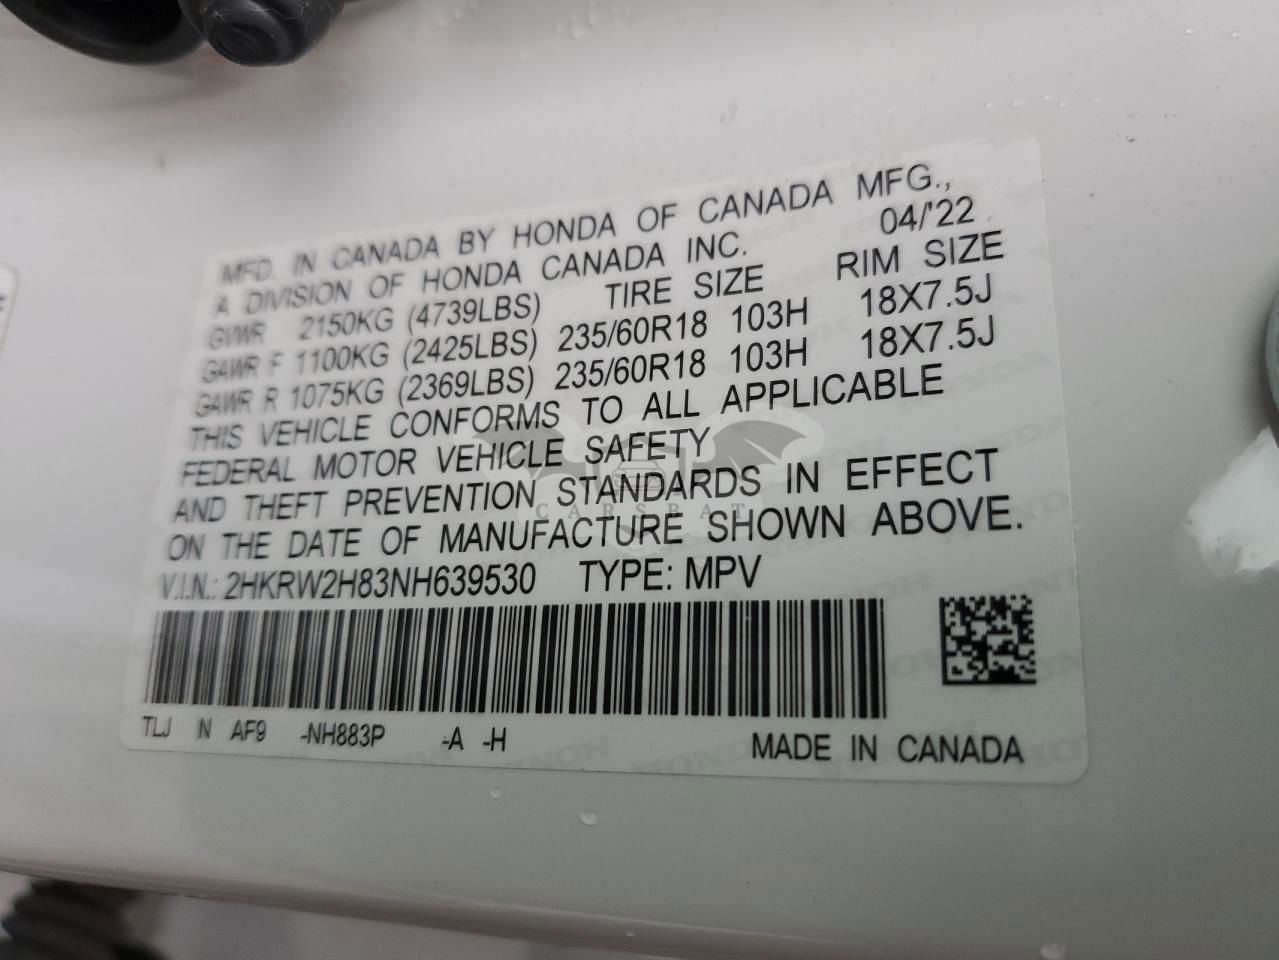 MFD. IN CANADA BY HONDA OF CANADA MFG.,
A DIVISION OF HONDA CANADA INC. 04/'22
GVWR 2150KG (4739LBS) TIRE SIZE RIM SIZE
GAWR F 1100KG (2425LBS) 235/60R18 103H 18X7.5J
GAWR R 1075KG (2369LBS) 235/60R18 103H 18X7.5J
THIS VEHICLE CONFORMS TO ALL APPLICABLE
FEDERAL MOTOR VEHICLE SAFETY
AND THEFT PREVENTION STANDARDS IN EFFECT
CARSBAT
ON THE DATE OF MANUFACTURE SHOWN ABOVE.
V.I.N.: 2HKRW2H83NH639530 TYPE: MPV
TLJ N AF9 -NH883P -A -H
MADE IN CANADA